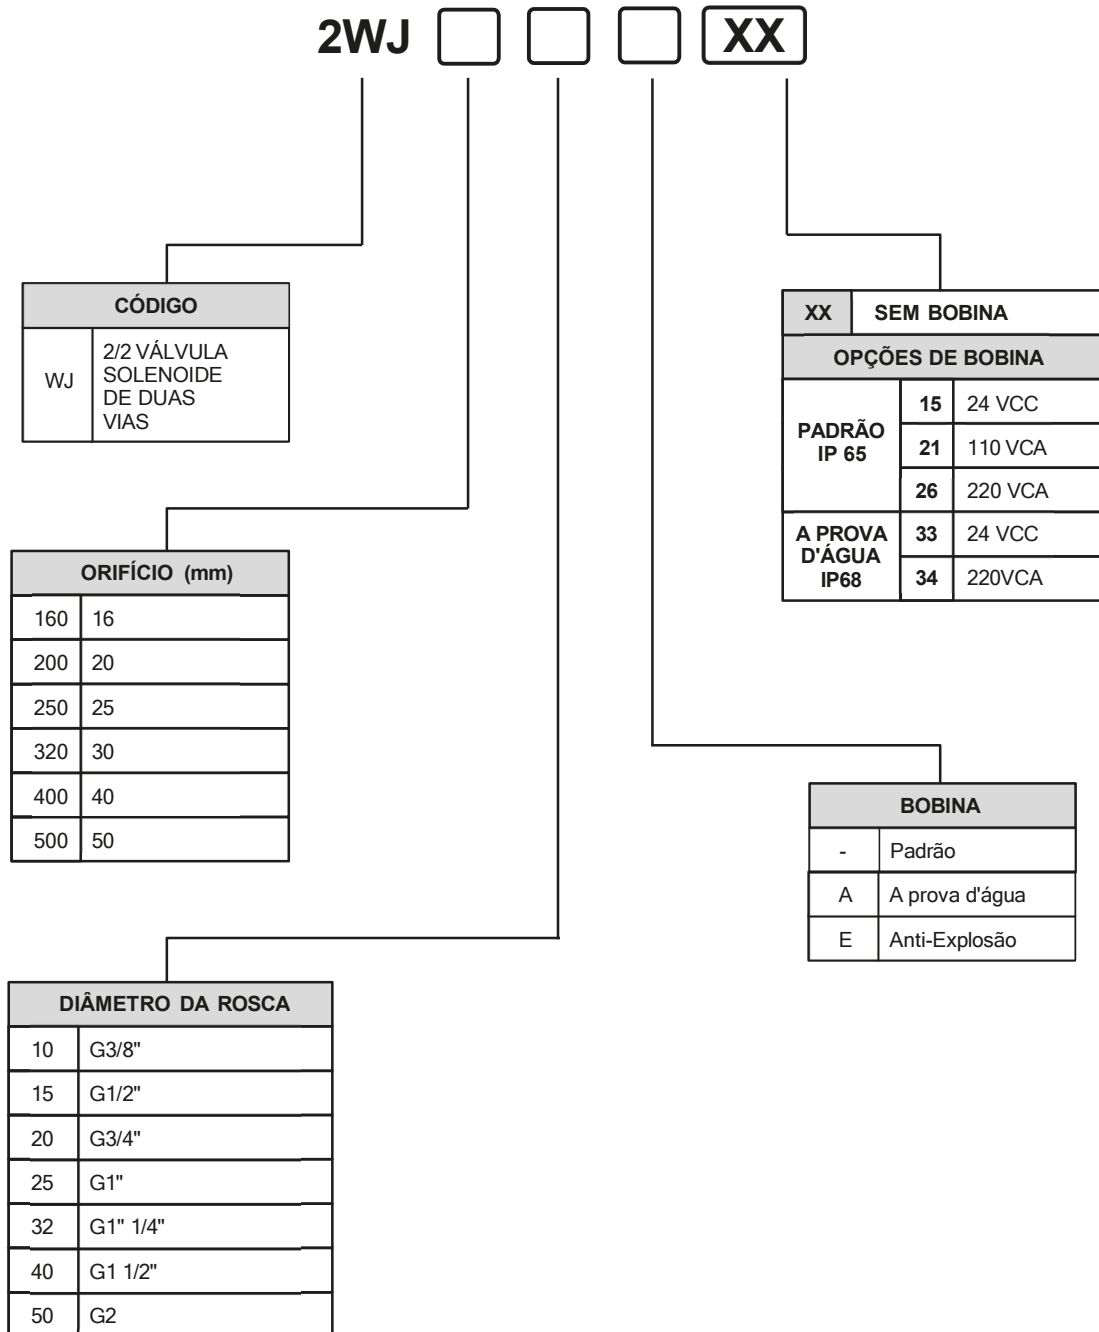 2WJ XX
CÓDIGO
WJ
2/2 VÁLVULA
SOLENOIDE
DE DUAS
VIAS
XX SEM BOBINA
OPÇÕES DE BOBINA
PADRÃO
IP 65
15 24 VCC
21 110 VCA
26 220 VCA
A PROVA
D'ÁGUA
IP68
33 24 VCC
34 220VCA
ORIFÍCIO (mm)
160 16
200 20
250 25
320 30
400 40
500 50
BOBINA
- Padrão
A A prova d'água
E Anti-Explosão
DIÂMETRO DA ROSCA
10 G3/8"
15 G1/2"
20 G3/4"
25 G1"
32 G1" 1/4"
40 G1 1/2"
50 G2